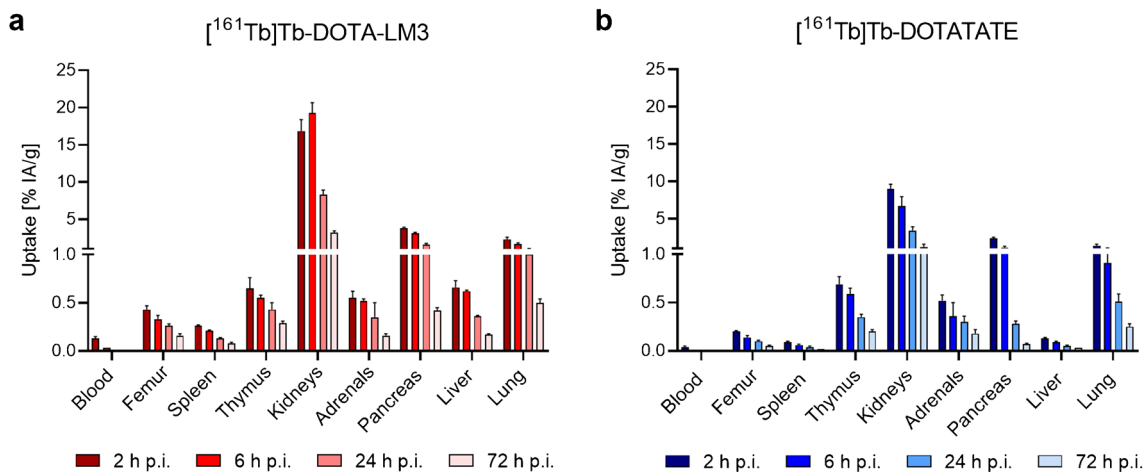 a
[¹⁶¹Tb]Tb-DOTA-LM3
Uptake [% IA/g]
25
20
15
10
5
1.0
0.5
0.0
Blood
Femur
Spleen
Thymus
Kidneys
Adrenals
Pancreas
Liver
Lung
2 h p.i. 6 h p.i. 24 h p.i. 72 h p.i.
b
[¹⁶¹Tb]Tb-DOTATATE
Uptake [% IA/g]
25
20
15
10
5
1.0
0.5
0.0
Blood
Femur
Spleen
Thymus
Kidneys
Adrenals
Pancreas
Liver
Lung
2 h p.i. 6 h p.i. 24 h p.i. 72 h p.i.